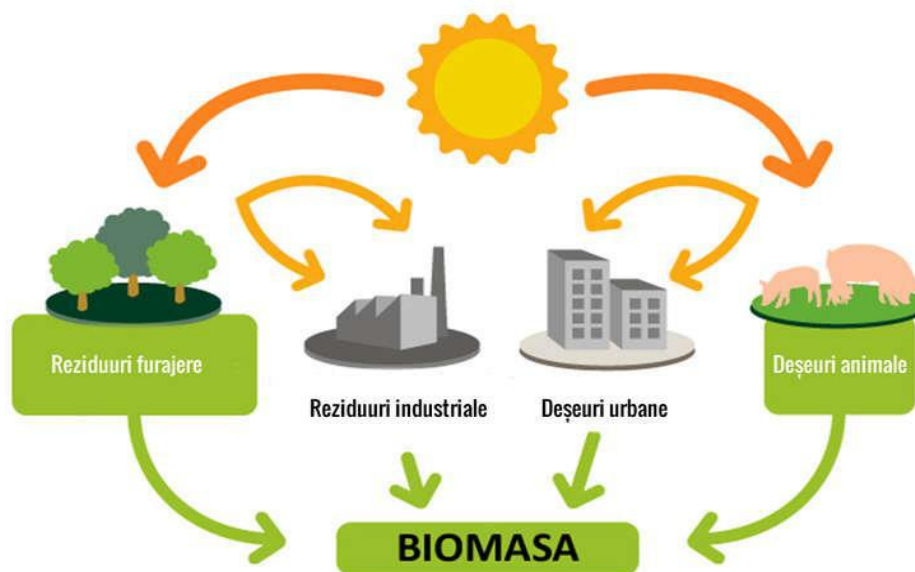 Reziduuri furajere
Deșeuri animale
Reziduuri industriale
Deșeuri urbane
BIOMASA